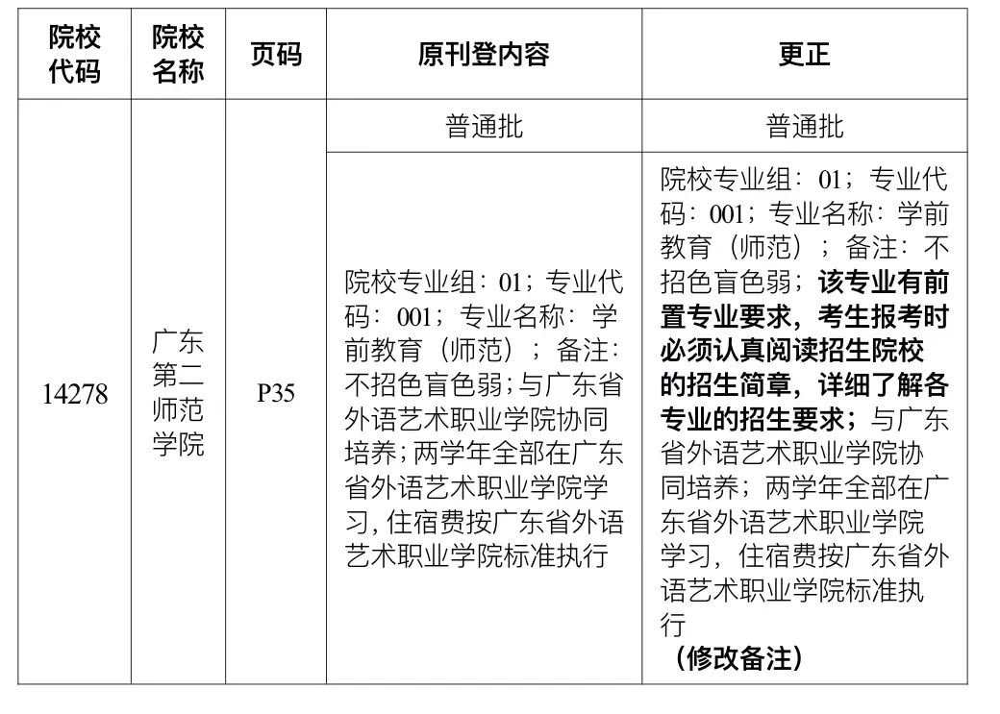 院校
代码
院校
名称
页码
原刊登内容
更正
14278
广东
第二
师范
学院
P35
普通批
院校专业组：01；专业代
码：001；专业名称：学
前教育（师范）；备注：
不招色盲色弱；与广东省
外语艺术职业学院协同
培养；两学年全部在广东
省外语艺术职业学院学
习，住宿费按广东省外语
艺术职业学院标准执行
普通批
院校专业组：01；专业代
码：001；专业名称：学前
教育（师范）；备注：不
招色盲色弱；该专业有前
置专业要求，考生报考时
必须认真阅读招生院校
的招生简章，详细了解各
专业的招生要求；与广东
省外语艺术职业学院协
同培养；两学年全部在广
东省外语艺术职业学院
学习，住宿费按广东省外
语艺术职业学院标准执
行
（修改备注）